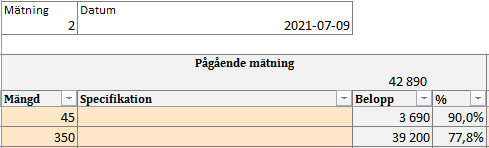 Mätning Datum
2 2021-07-09
Pågående mätning
42 890
Mängd Specifikation Belopp %
45 3 690 90,0%
350 39 200 77,8%